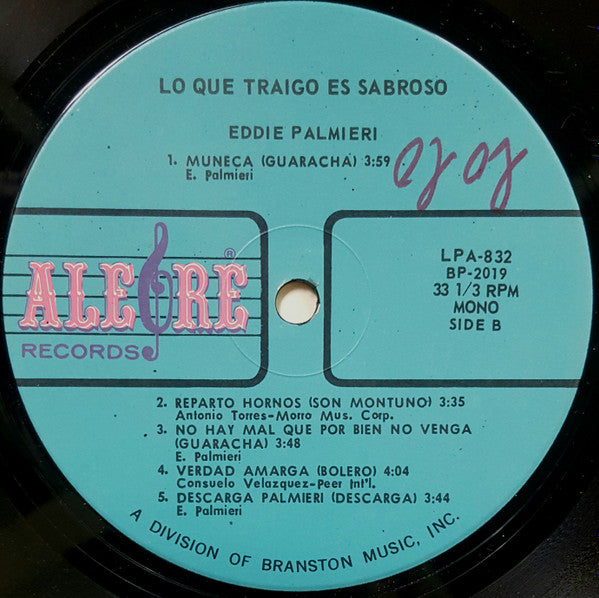 LO QUE TRAIGO ES SABROSO
EDDIE PALMIERI
1. MUNECA (GUARACHA) 3:59
E. Palmieri
ALEGRE®
RECORDS
LPA-832
BP-2019
33 1/3 RPM
MONO
SIDE B
2. REPARTO HORNOS (SON MONTUNO) 3:35
Antonio Torres-Morro Mus. Corp.
3. NO HAY MAL QUE POR BIEN NO VENGA
(GUARACHA) 3:48
E. Palmieri
4. VERDAD AMARGA (BOLERO) 4:04
Consuelo Velazquez-Peer Int'l.
5. DESCARGA PALMIERI (DESCARGA) 3:44
E. Palmieri
A DIVISION OF BRANSTON MUSIC, INC.